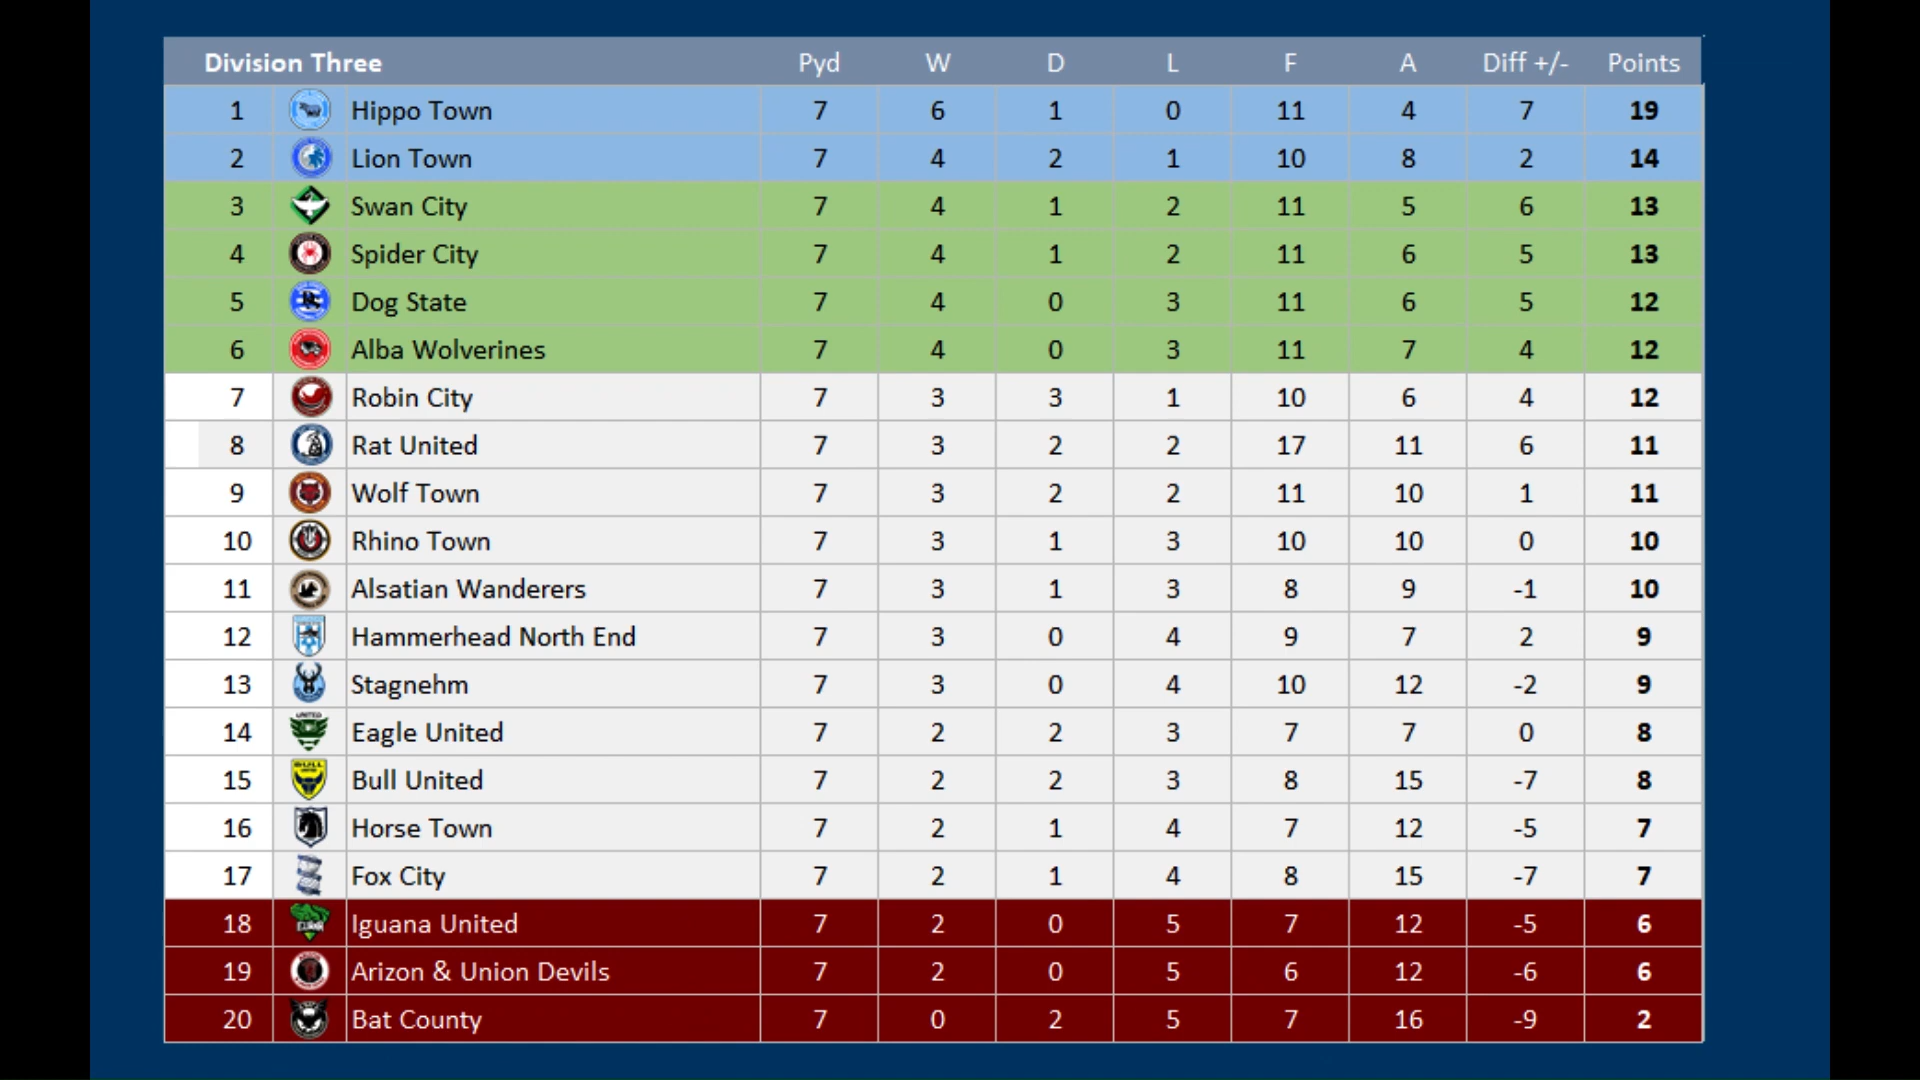 Division Three Pyd W D L F A Diff +/- Points
1 Hippo Town 7 6 1 0 11 4 7 19
2 Lion Town 7 4 2 1 10 8 2 14
3 Swan City 7 4 1 2 11 5 6 13
4 Spider City 7 4 1 2 11 6 5 13
5 Dog State 7 4 0 3 11 6 5 12
6 Alba Wolverines 7 4 0 3 11 7 4 12
7 Robin City 7 3 3 1 10 6 4 12
8 Rat United 7 3 2 2 17 11 6 11
9 Wolf Town 7 3 2 2 11 10 1 11
10 Rhino Town 7 3 1 3 10 10 0 10
11 Alsatian Wanderers 7 3 1 3 8 9 -1 10
12 Hammerhead North End 7 3 0 4 9 7 2 9
13 Stagnehm 7 3 0 4 10 12 -2 9
14 UNITED Eagle United 7 2 2 3 7 7 0 8
15 BULL Bull United 7 2 2 3 8 15 -7 8
16 Horse Town 7 2 1 4 7 12 -5 7
17 Fox City 7 2 1 4 8 15 -7 7
18 Iguana United 7 2 0 5 7 12 -5 6
19 Arizon & Union Devils 7 2 0 5 6 12 -6 6
20 Bat County 7 0 2 5 7 16 -9 2